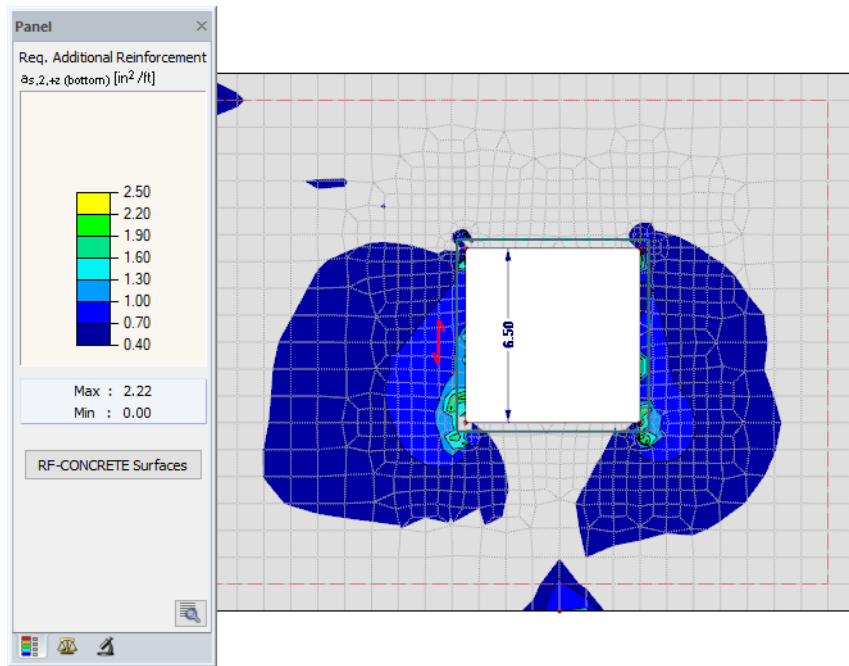 Panel
Req. Additional Reinforcement
as,2,+z (bottom) [in²/ft]
2.50
2.20
1.90
1.60
1.30
1.00
0.70
0.40
Max : 2.22
Min : 0.00
RF-CONCRETE Surfaces
6.50